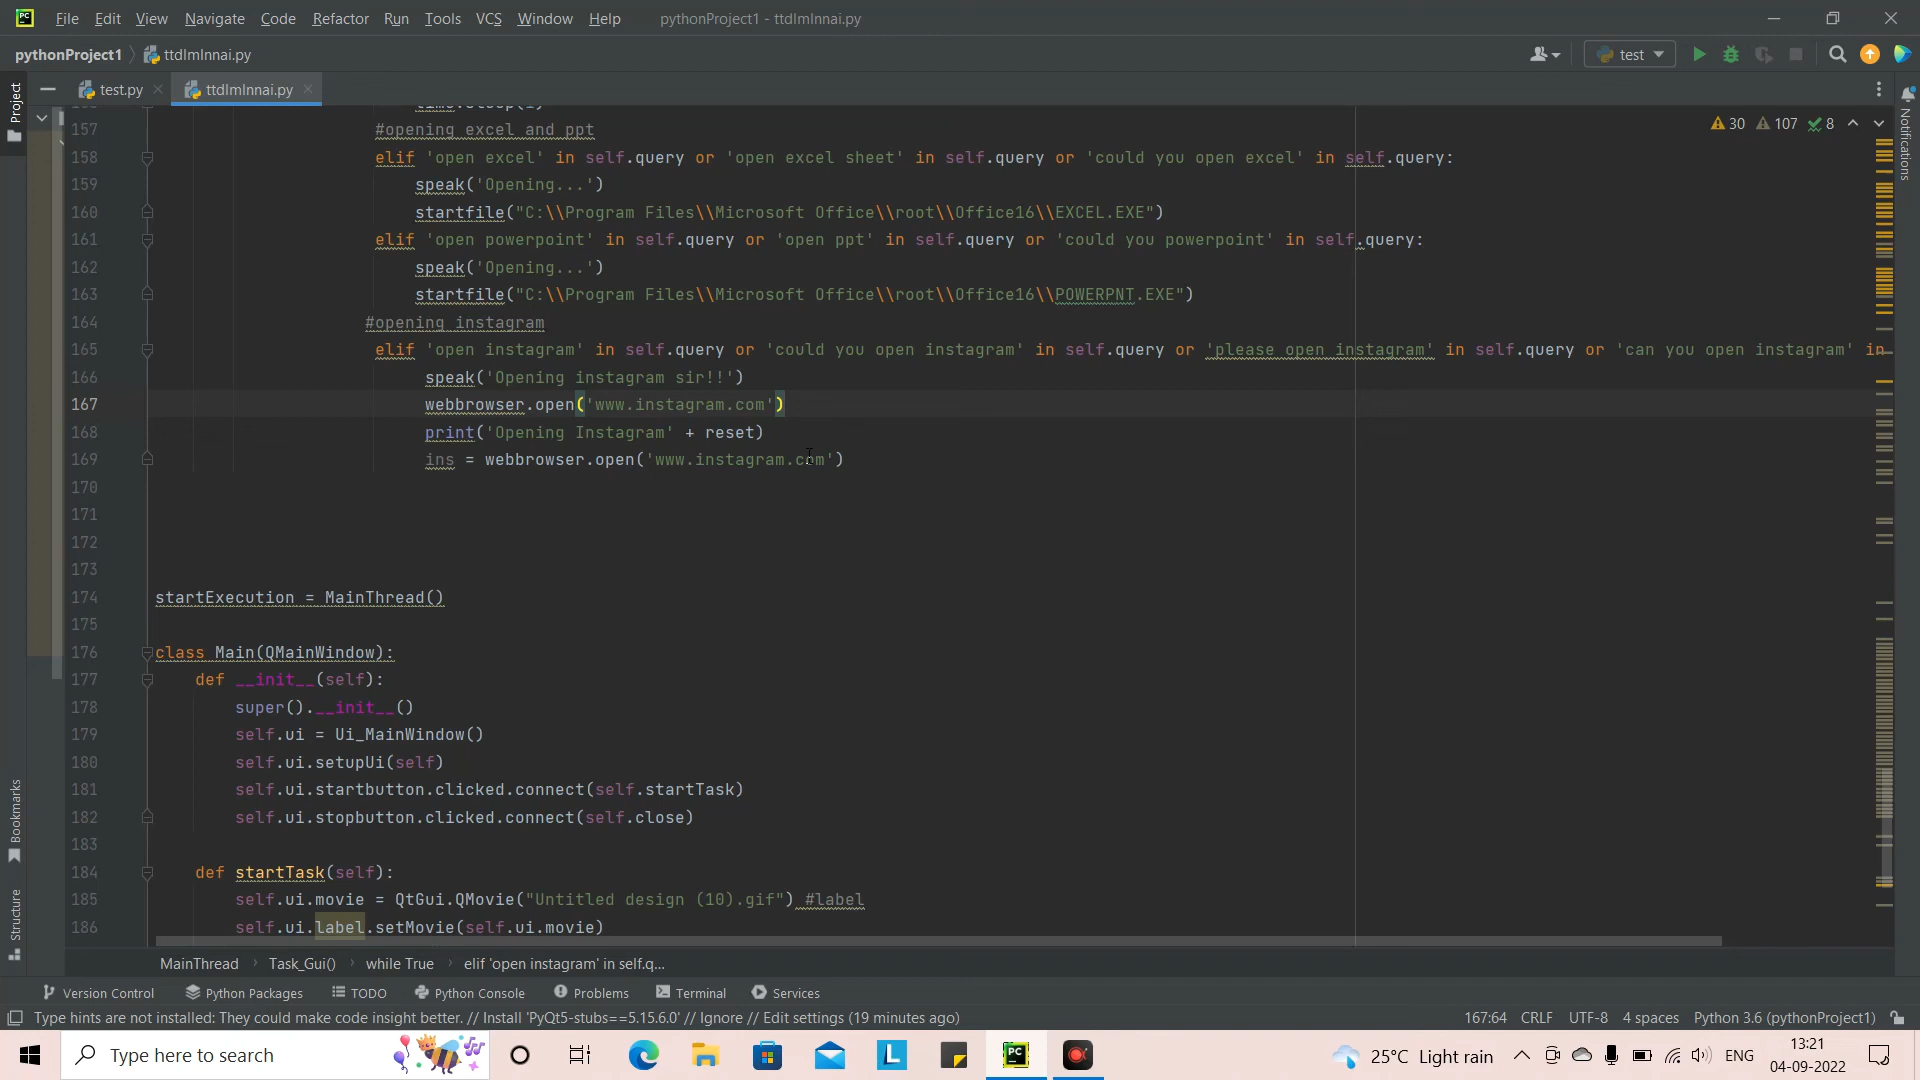 File Edit View Navigate Code Refactor Run Tools VCS Window Help pythonProject1 - ttdlmlnnai.py
pythonProject1 ttdlmlnnai.py test
test.py ttdlmlnnai.py
30 107 8
157 #opening excel and ppt
158 elif 'open excel' in self.query or 'open excel sheet' in self.query or 'could you open excel' in self.query:
159 speak('Opening...')
160 startfile("C:\\Program Files\\Microsoft Office\\root\\Office16\\EXCEL.EXE")
161 elif 'open powerpoint' in self.query or 'open ppt' in self.query or 'could you powerpoint' in self.query:
162 speak('Opening...')
163 startfile("C:\\Program Files\\Microsoft Office\\root\\Office16\\POWERPNT.EXE")
164 #opening instagram
165 elif 'open instagram' in self.query or 'could you open instagram' in self.query or 'please open instagram' in self.query or 'can you open instagram' in
166 speak('Opening instagram sir!!')
167 webbrowser.open('www.instagram.com')
168 print('Opening Instagram' + reset)
169 ins = webbrowser.open('www.instagram.com')
170
171
172
173
174 startExecution = MainThread()
175
176 class Main(QMainWindow):
177 def __init__(self):
178 super().__init__()
179 self.ui = Ui_MainWindow()
180 self.ui.setupUi(self)
181 self.ui.startbutton.clicked.connect(self.startTask)
182 self.ui.stopbutton.clicked.connect(self.close)
183
184 def startTask(self):
185 self.ui.movie = QtGui.QMovie("Untitled design (10).gif") #label
186 self.ui.label.setMovie(self.ui.movie)
MainThread Task_Gui() while True elif 'open instagram' in self.q...
Version Control Python Packages TODO Python Console Problems Terminal Services
Type hints are not installed: They could make code insight better. // Install 'PyQt5-stubs==5.15.6.0' // Ignore // Edit settings (19 minutes ago) 167:64 CRLF UTF-8 4 spaces Python 3.6 (pythonProject1)
Type here to search 25°C Light rain ENG 13:21
04-09-2022
Project
Bookmarks
Structure
Notifications